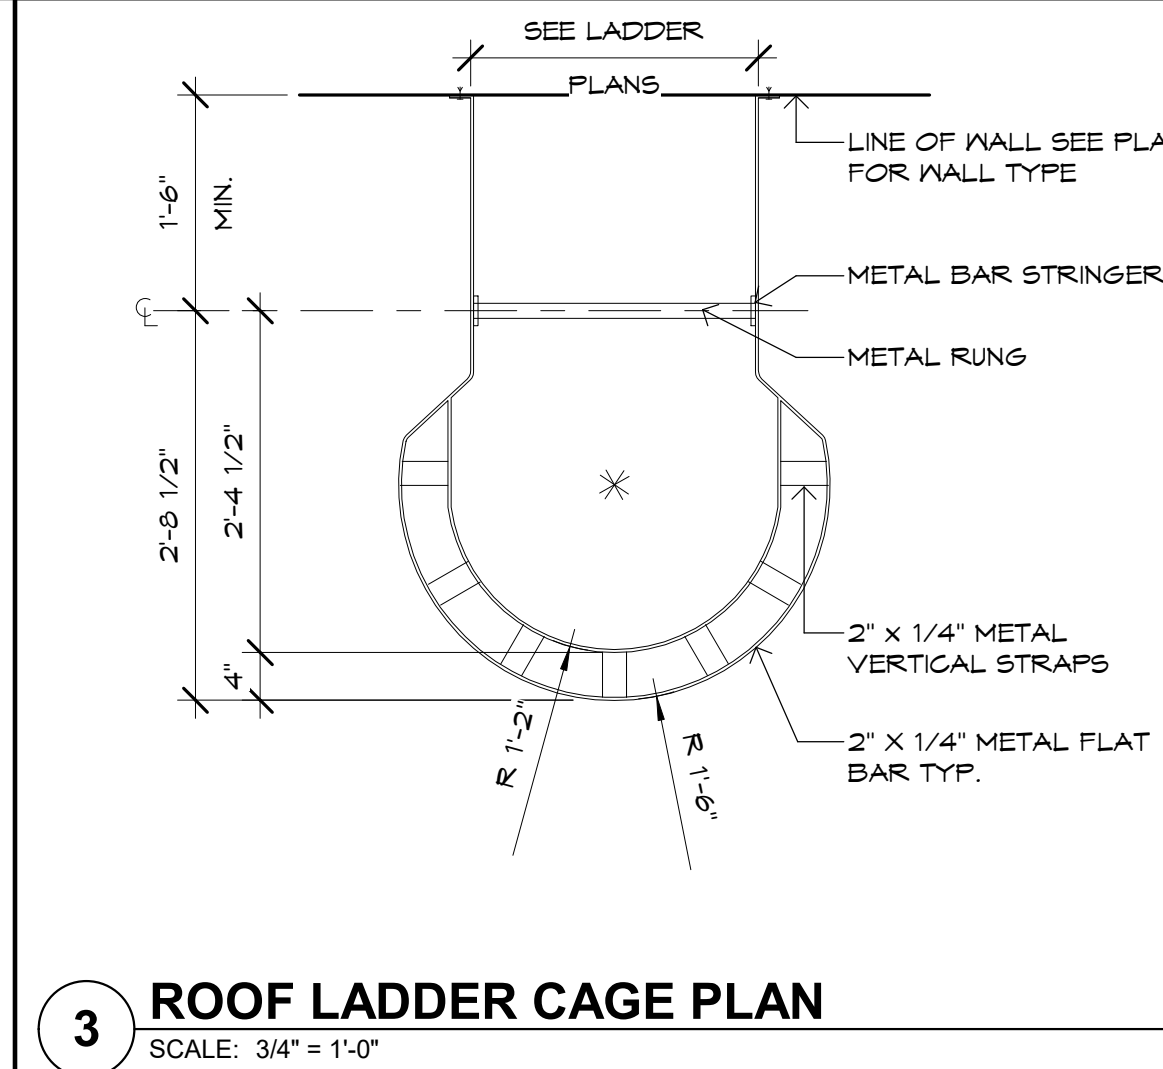 SEE LADDER
PLANS
LINE OF WALL SEE PLA
FOR WALL TYPE
1'-6"
MIN.
METAL BAR STRINGER
CL
METAL RUNG
2'-8 1/2"
2'-4 1/2"
4"
2" x 1/4" METAL
VERTICAL STRAPS
R 1'-2"
R 1'-6"
2" X 1/4" METAL FLAT
BAR TYP.
3 ROOF LADDER CAGE PLAN
SCALE: 3/4" = 1'-0"